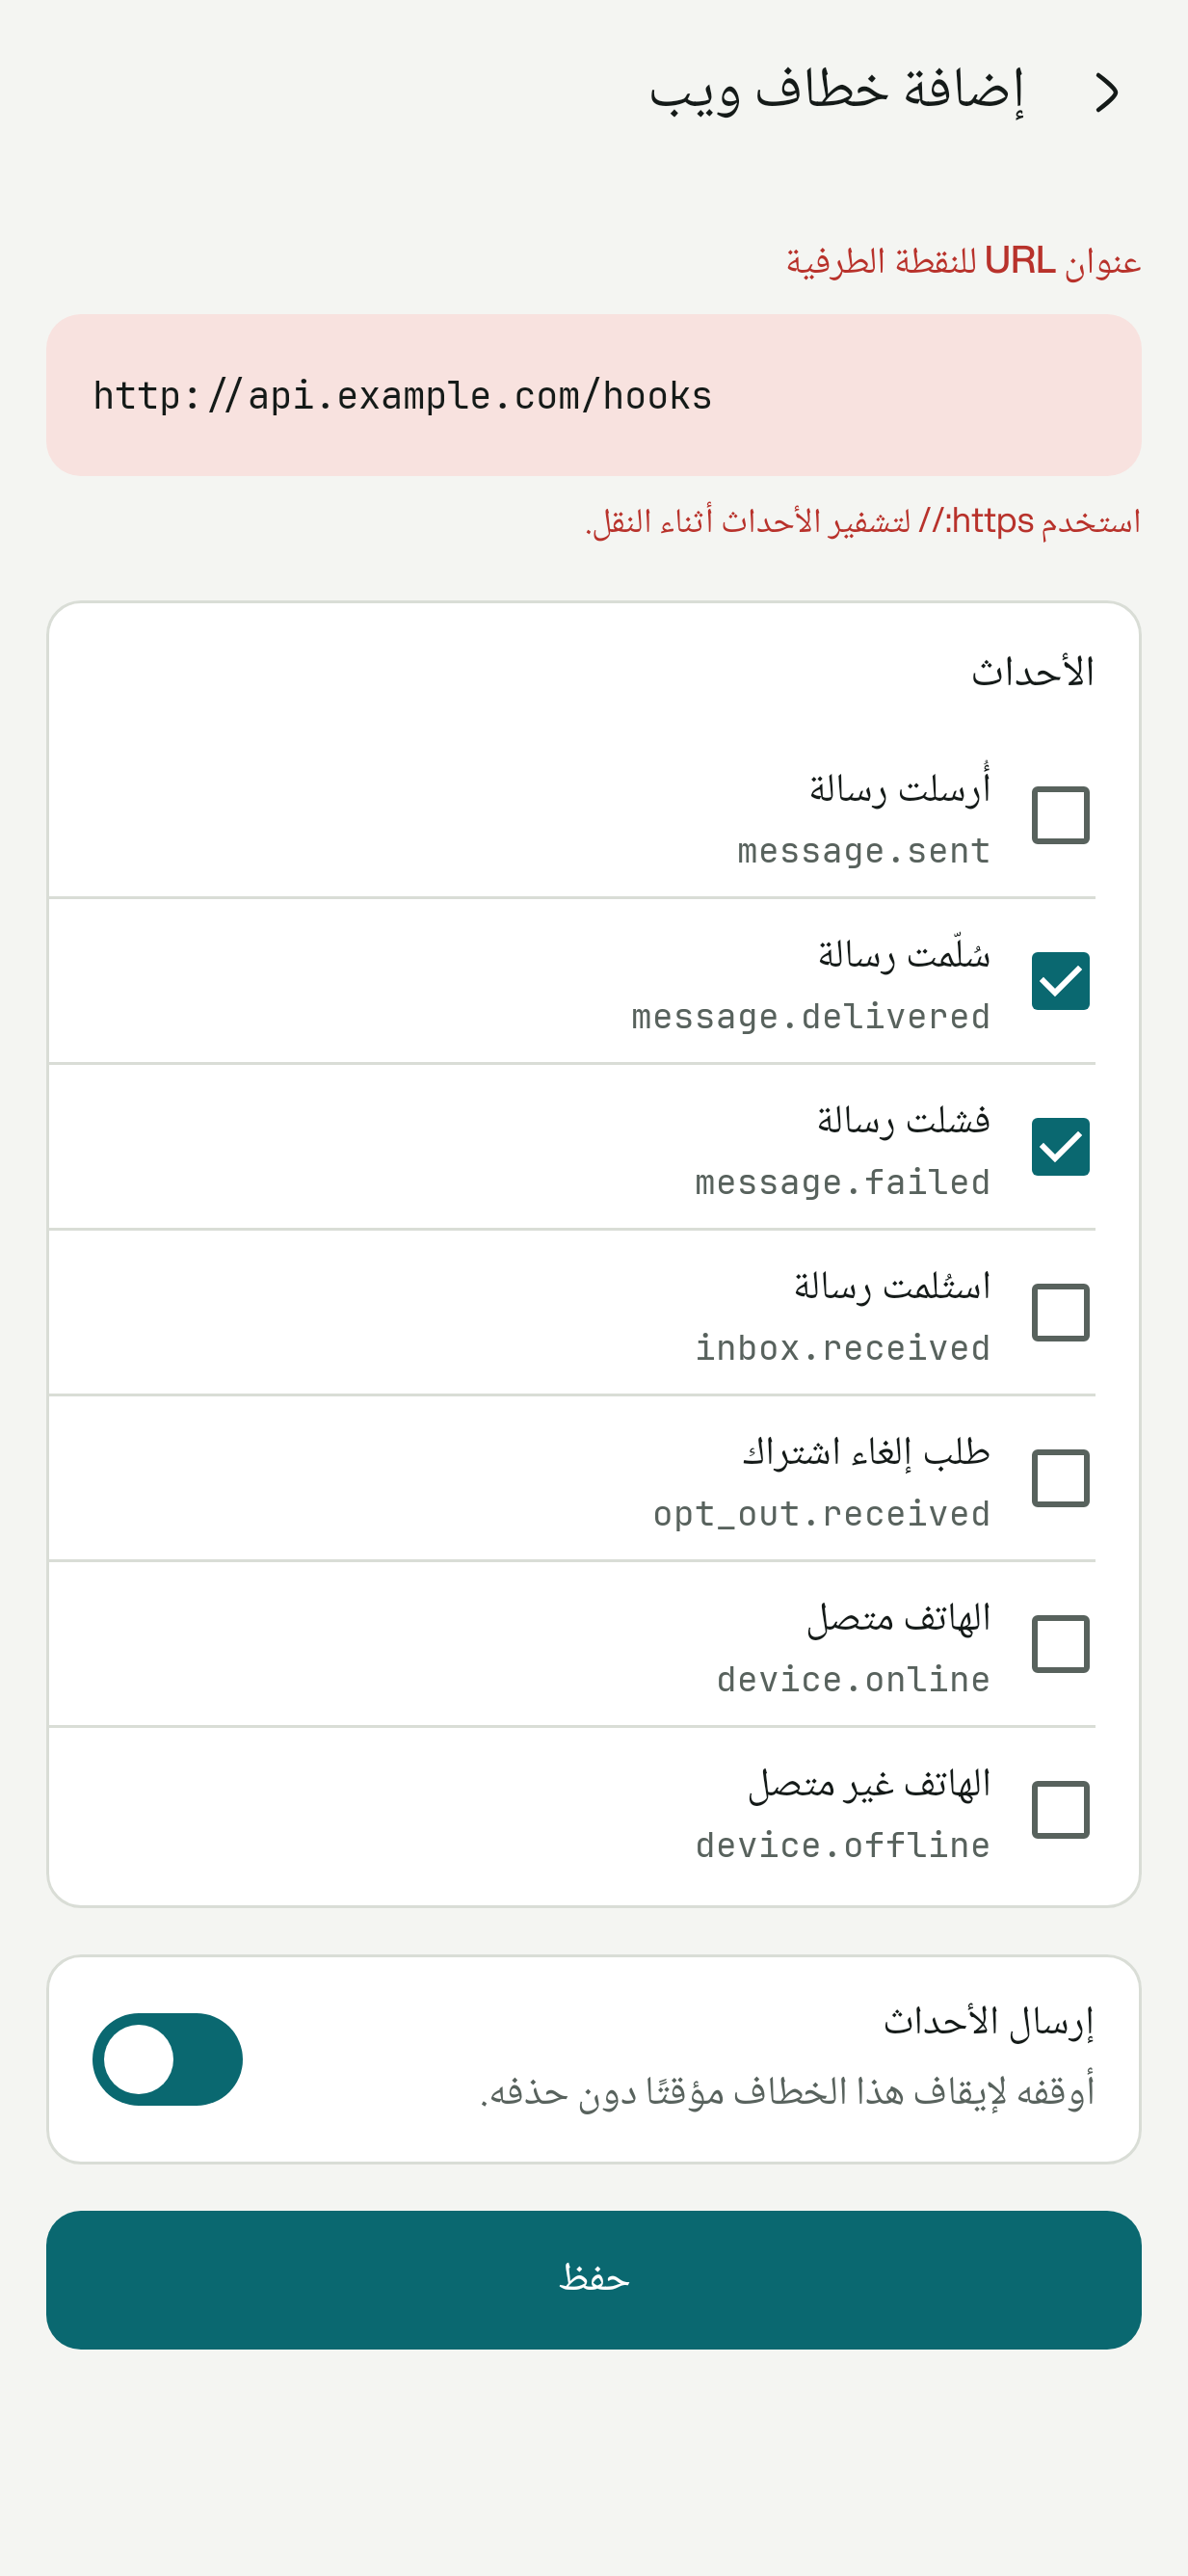 إضافة خطاف ويب
عنوان URL للنقطة الطرفية
http://api.example.com/hooks
استخدم https:// لتشفير الأحداث أثناء النقل.
الأحداث
أُرسلت رسالة
message.sent
سُلّمت رسالة
message.delivered
فشلت رسالة
message.failed
استُلمت رسالة
inbox.received
طلب إلغاء اشتراك
opt_out.received
الهاتف متصل
device.online
الهاتف غير متصل
device.offline
إرسال الأحداث
أوقفه لإيقاف هذا الخطاف مؤقتًا دون حذفه.
حفظ